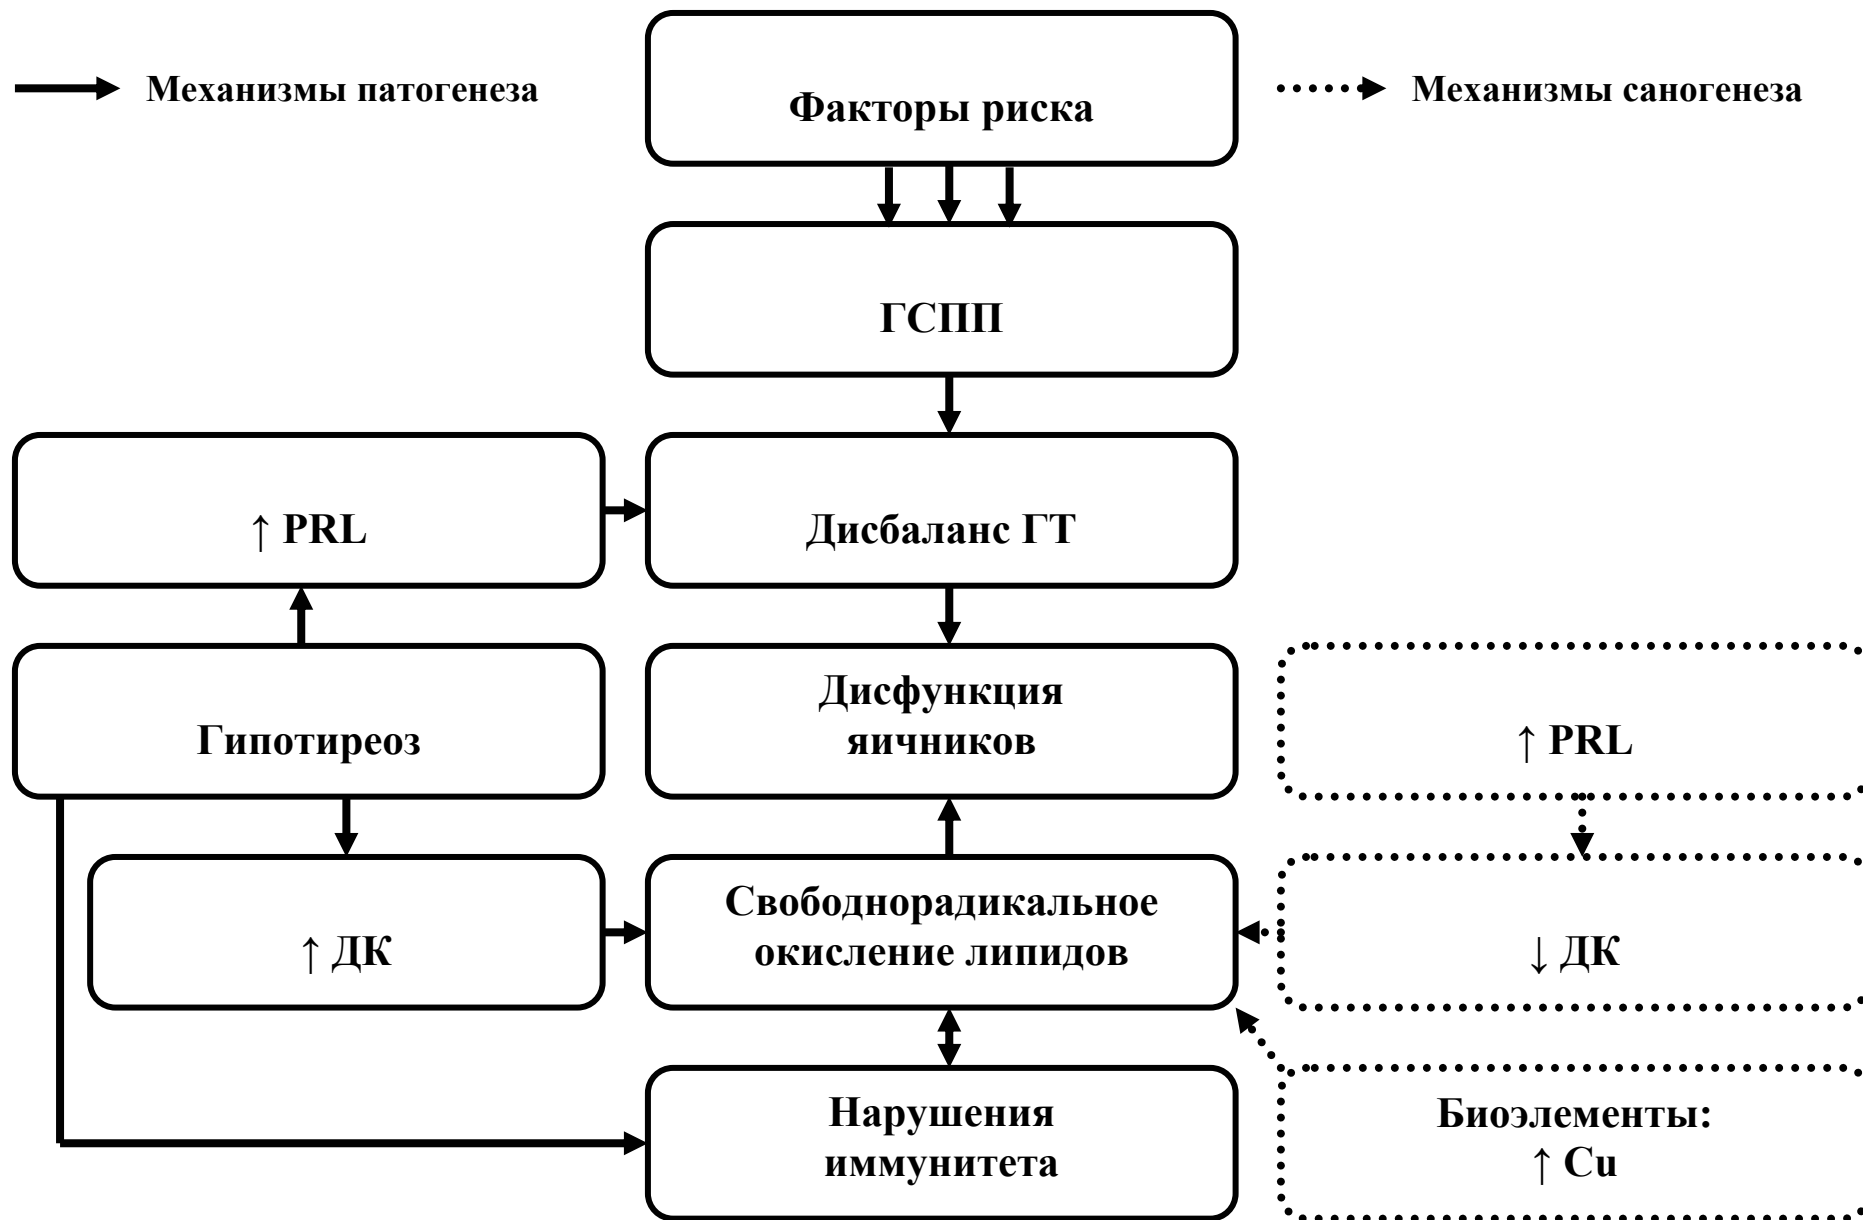 Механизмы патогенеза
Факторы риска
Механизмы саногенеза
ГСПП
↑ PRL
Дисбаланс ГТ
Гипотиреоз
Дисфункция
яичников
↑ PRL
↑ ДК
Свободнорадикальное
окисление липидов
↓ ДК
Нарушения
иммунитета
Биоэлементы:
↑ Cu